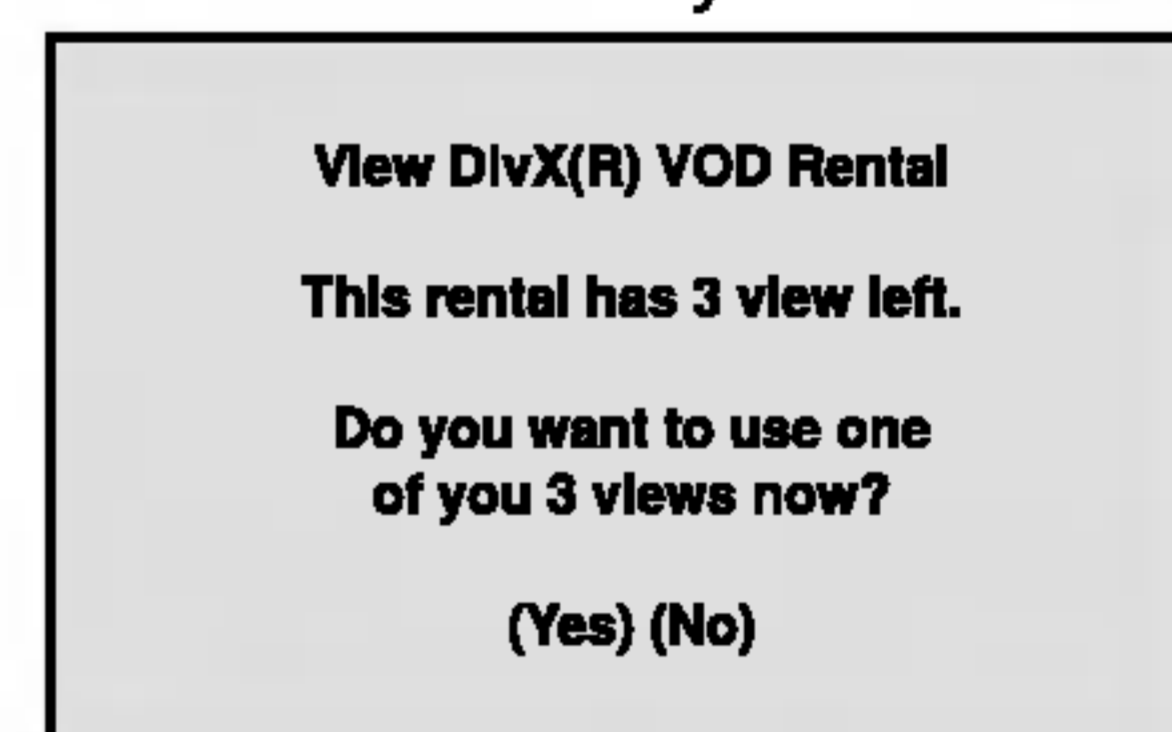 View DivX(R) VOD Rental
This rental has 3 view left.
Do you want to use one
of you 3 views now?
(Yes) (No)